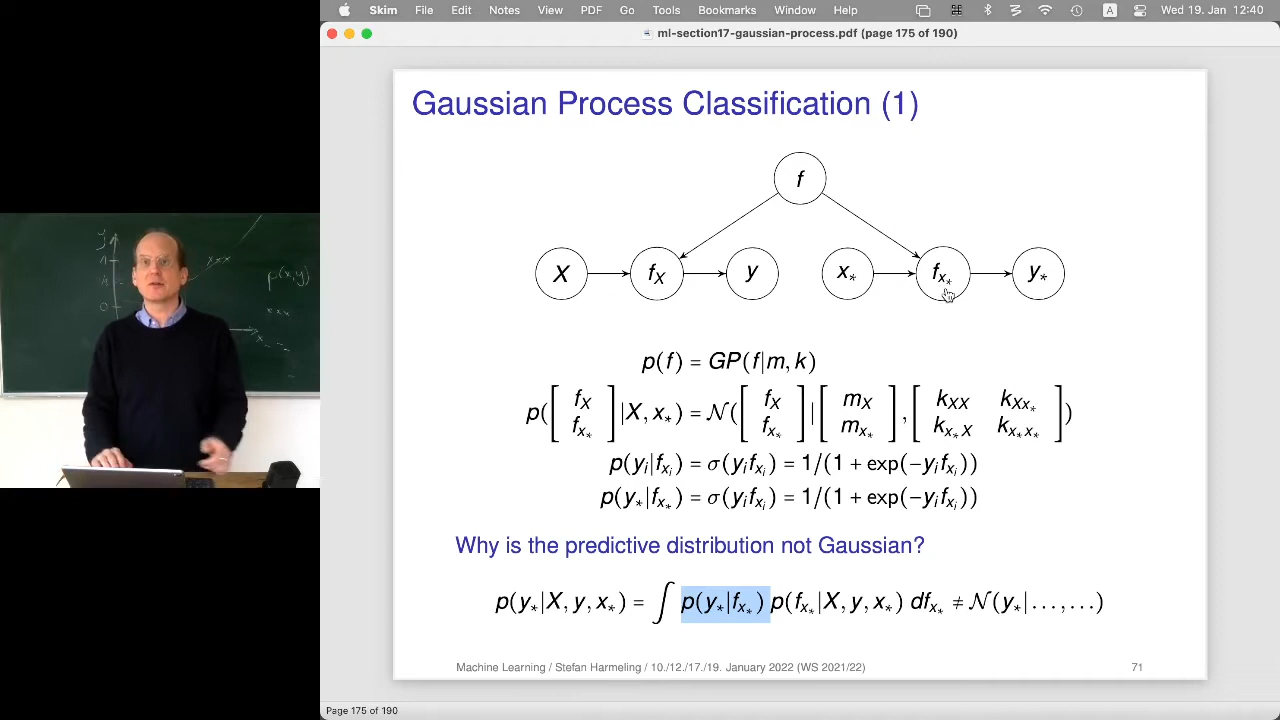 Skim File Edit Notes View PDF Go Tools Bookmarks Window Help A Wed 19. Jan 12:40
ml-section17-gaussian-process.pdf (page 175 of 190)
Gaussian Process Classification (1)
f
X f_X y x_* f_{x_*} y_*
p(f) = GP(f|m, k)
p([f_X f_{x_*}]|X, x_*) = 𝒩([f_X f_{x_*}]|[m_X m_{x_*}], [k_{XX} k_{Xx_*} k_{x_*X} k_{x_*x_*}])
p(y_i|f_{x_i}) = σ(y_i f_{x_i}) = 1/(1 + exp(−y_i f_{x_i}))
p(y_*|f_{x_*}) = σ(y_i f_{x_i}) = 1/(1 + exp(−y_i f_{x_i}))
Why is the predictive distribution not Gaussian?
p(y_*|X, y, x_*) = ∫ p(y_*|f_{x_*}) p(f_{x_*}|X, y, x_*) df_{x_*} ≠ 𝒩(y_*|..., ...)
Machine Learning / Stefan Harmeling / 10./12./17./19. January 2022 (WS 2021/22) 71
Page 175 of 190
p(x,y)
xxx
xxx